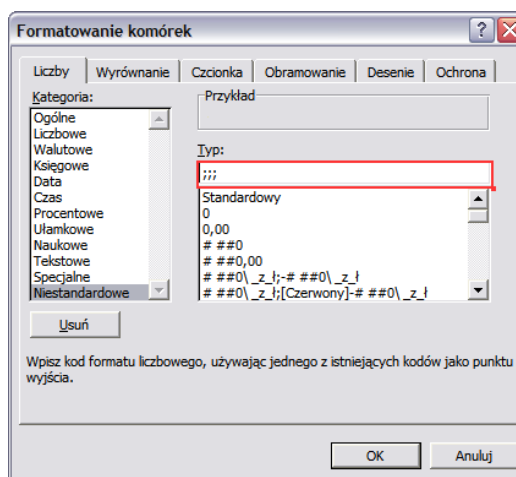 Formatowanie komórek
Liczby Wyrównanie Czcionka Obramowanie Desenie Ochrona
Kategoria:
Ogólne
Liczbowe
Walutowe
Księgowe
Data
Czas
Procentowe
Ułamkowe
Naukowe
Tekstowe
Specjalne
Niestandardowe
Przykład
Typ:
;;;
Standardowy
0
0,00
# ##0
# ##0,00
# ##0\ _z_ł;-# ##0\ _z_ł
# ##0\ _z_ł;[Czerwony]-# ##0\ _z_ł
Usuń
Wpisz kod formatu liczbowego, używając jednego z istniejących kodów jako punktu
wyjścia.
OK Anuluj